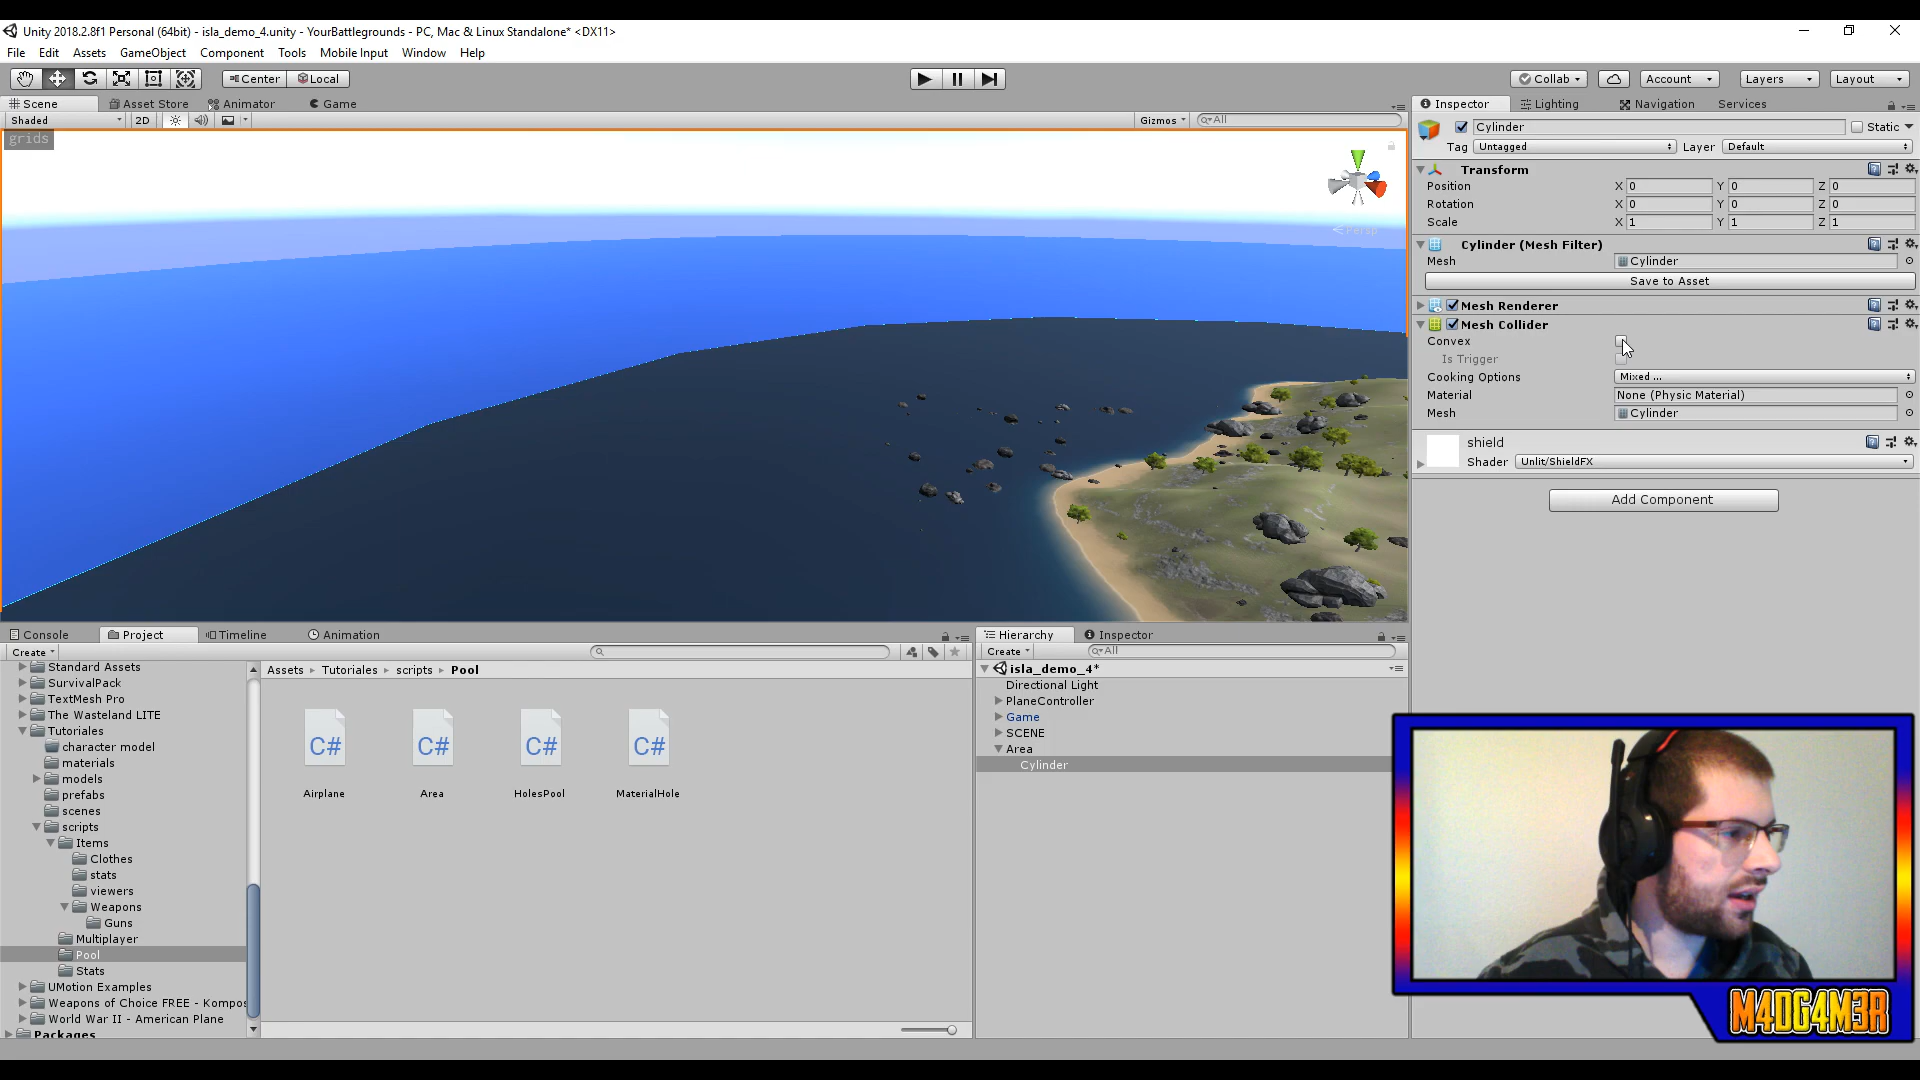 Unity 2018.2.8f1 Personal (64bit) - isla_demo_4.unity - YourBattlegrounds - PC, Mac & Linux Standalone* <DX11>
File Edit Assets GameObject Component Tools Mobile Input Window Help
Center Local
Collab Account Layers Layout
Scene Asset Store Animator Game
Shaded 2D Gizmos All
grids
Persp
Inspector Lighting Navigation Services
Cylinder Static
Tag Untagged Layer Default
Transform
Position X 0 Y 0 Z 0
Rotation X 0 Y 0 Z 0
Scale X 1 Y 1 Z 1
Cylinder (Mesh Filter)
Mesh Cylinder
Save to Asset
Mesh Renderer
Mesh Collider
Convex
Is Trigger
Cooking Options Mixed ...
Material None (Physic Material)
Mesh Cylinder
shield
Shader Unlit/ShieldFX
Add Component
Console Project Timeline Animation
Create
Standard Assets
SurvivalPack
TextMesh Pro
The Wasteland LITE
Tutoriales
character model
materials
models
prefabs
scenes
scripts
Items
Clothes
stats
viewers
Weapons
Guns
Multiplayer
Pool
Stats
UMotion Examples
Weapons of Choice FREE - Kompos
World War II - American Plane
Packages
Assets Tutoriales scripts Pool
C# C# C# C#
Airplane Area HolesPool MaterialHole
Hierarchy Inspector
Create All
isla_demo_4*
Directional Light
PlaneController
Game
SCENE
Area
Cylinder
M4DG4M3R